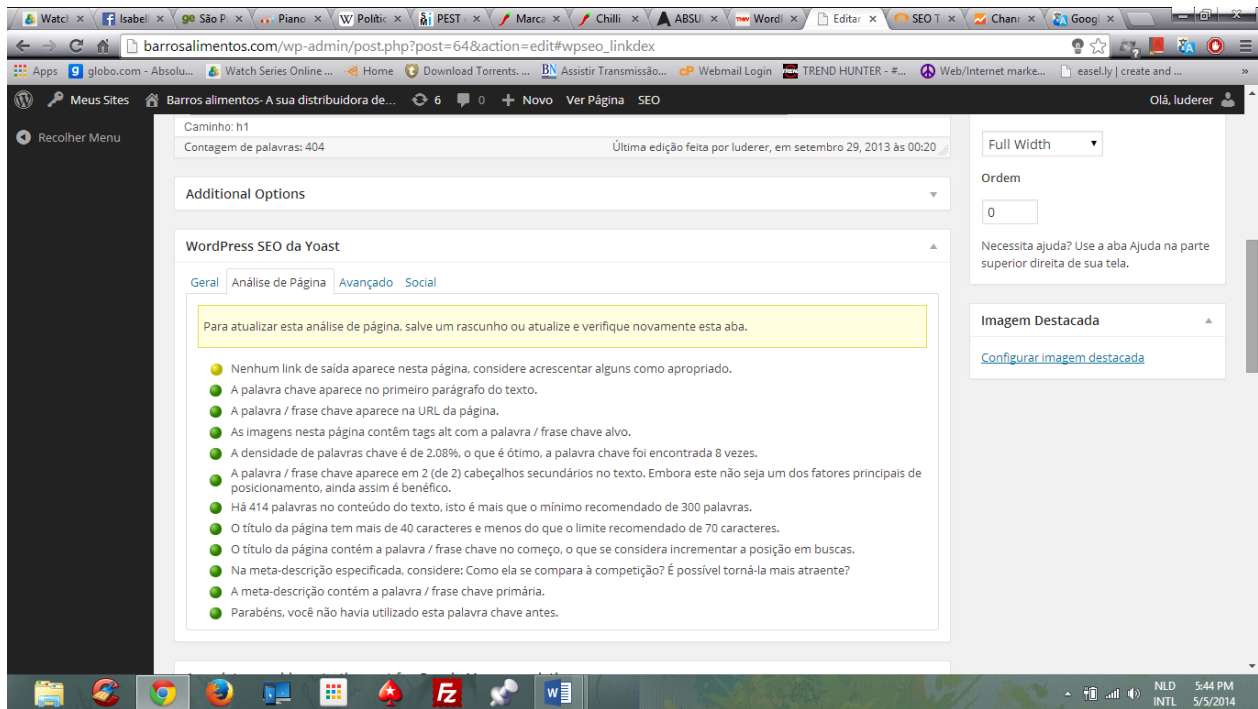 Watch Isabell São P Piano Polític PEST Marca Chilli ABSU Wordl Editar SEO T Chann Googl
barrosalimentos.com/wp-admin/post.php?post=64&action=edit#wpseo_linkdex
Apps globo.com - Absolu... Watch Series Online ... Home Download Torrents. ... Assistir Transmissão... Webmail Login TREND HUNTER - #... Web/Internet marke... easel.ly | create and ... »
Meus Sites Barros alimentos- A sua distribuidora de... 6 0 + Novo Ver Página SEO Olá, luderer
Recolher Menu
Caminho: h1
Contagem de palavras: 404 Última edição feita por luderer, em setembro 29, 2013 às 00:20
Additional Options
WordPress SEO da Yoast
Geral Análise de Página Avançado Social
Para atualizar esta análise de página, salve um rascunho ou atualize e verifique novamente esta aba.
Nenhum link de saída aparece nesta página, considere acrescentar alguns como apropriado.
A palavra chave aparece no primeiro parágrafo do texto.
A palavra / frase chave aparece na URL da página.
As imagens nesta página contêm tags alt com a palavra / frase chave alvo.
A densidade de palavras chave é de 2.08%, o que é ótimo, a palavra chave foi encontrada 8 vezes.
A palavra / frase chave aparece em 2 (de 2) cabeçalhos secundários no texto. Embora este não seja um dos fatores principais de
posicionamento, ainda assim é benéfico.
Há 414 palavras no conteúdo do texto, isto é mais que o mínimo recomendado de 300 palavras.
O título da página tem mais de 40 caracteres e menos do que o limite recomendado de 70 caracteres.
O título da página contém a palavra / frase chave no começo, o que se considera incrementar a posição em buscas.
Na meta-descrição especificada, considere: Como ela se compara à competição? É possível torná-la mais atraente?
A meta-descrição contém a palavra / frase chave primária.
Parabéns, você não havia utilizado esta palavra chave antes.
Full Width
Ordem
0
Necessita ajuda? Use a aba Ajuda na parte
superior direita de sua tela.
Imagem Destacada
Configurar imagem destacada
NLD 5:44 PM
INTL 5/5/2014